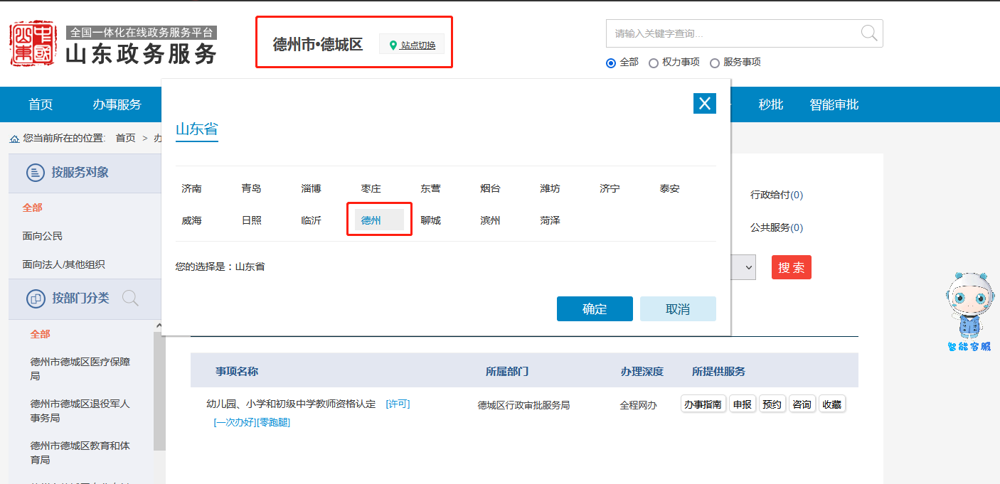 全国一体化在线政务服务平台
山东政务服务
德州市•德城区
站点切换
请输入关键字查询...
全部 权力事项 服务事项
首页 办事服务 秒批 智能审批
您当前所在的位置: 首页 > 办
山东省
济南 青岛 淄博 枣庄 东营 烟台 潍坊 济宁 泰安
威海 日照 临沂 德州 聊城 滨州 菏泽
您的选择是：山东省
确定 取消
按服务对象
全部
面向公民
面向法人/其他组织
按部门分类
全部
德州市德城区医疗保障
局
德州市德城区退役军人
事务局
德州市德城区教育和体
育局
行政给付(0)
公共服务(0)
搜 索
事项名称 所属部门 办理深度 所提供服务
幼儿园、小学和初级中学教师资格认定 [许可] 德城区行政审批服务局 全程网办 办事指南 申报 预约 咨询 收藏
[一次办好][零跑腿]
智能客服